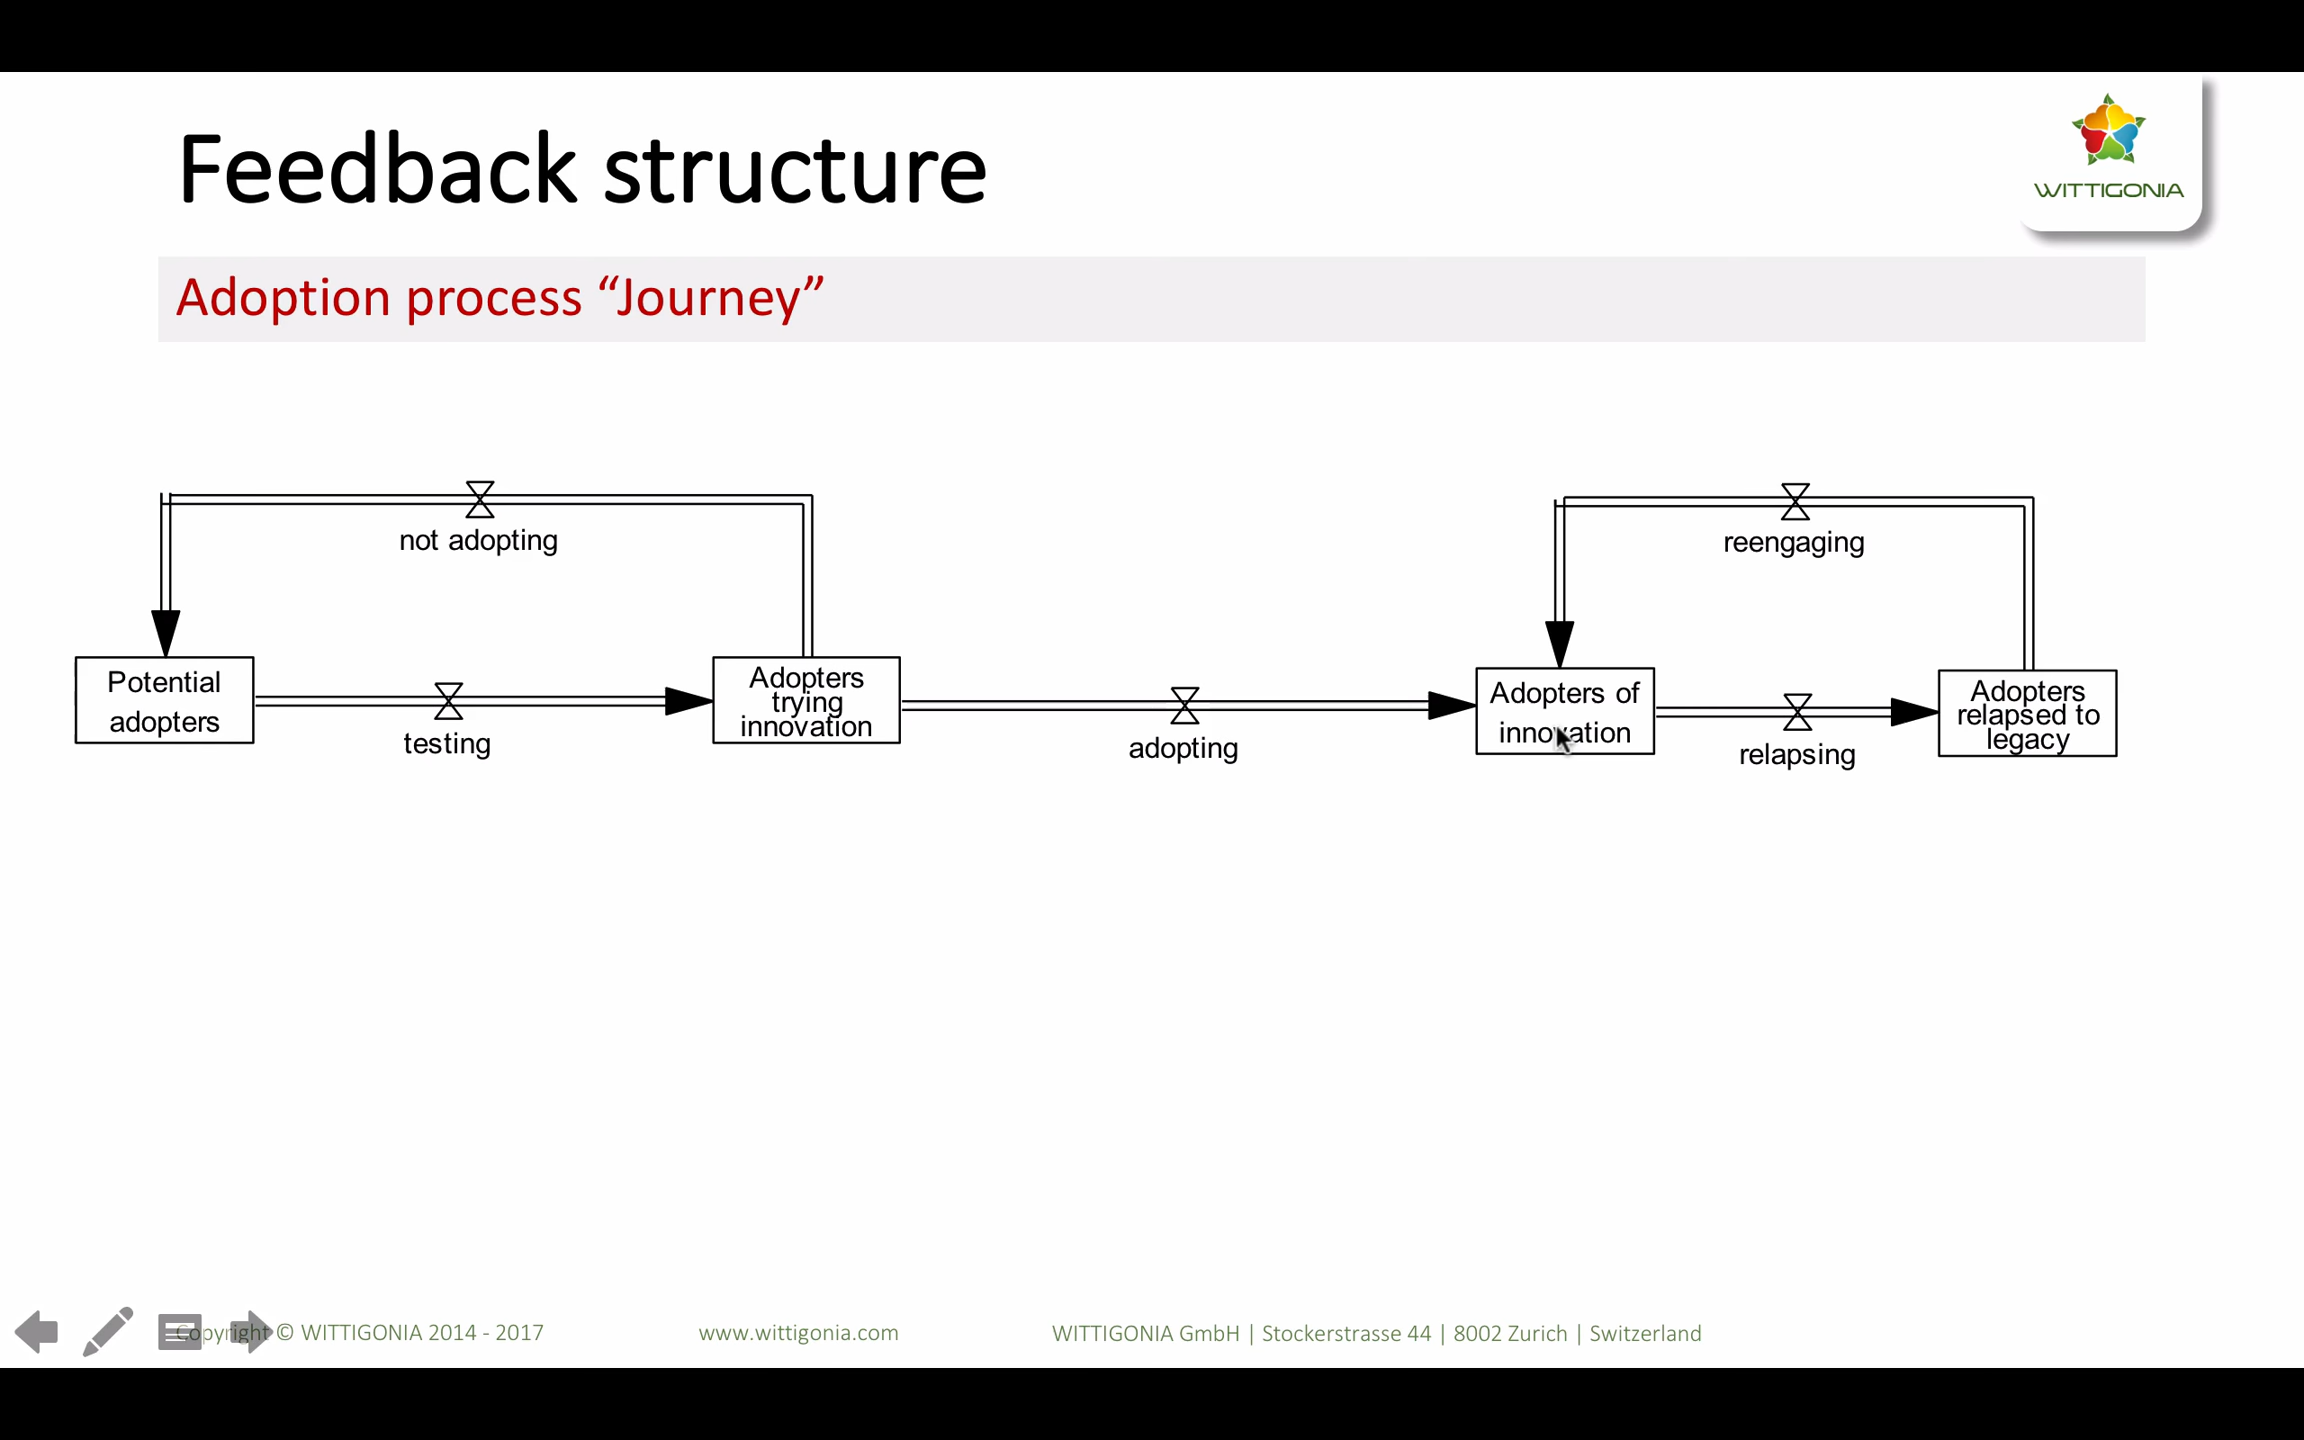 Feedback structure
WITTIGONIA
Adoption process “Journey”
not adopting
reengaging
Potential
adopters
testing
Adopters
trying
innovation
adopting
Adopters of
innovation
relapsing
Adopters
relapsed to
legacy
Copyright © WITTIGONIA 2014 - 2017
www.wittigonia.com
WITTIGONIA GmbH | Stockerstrasse 44 | 8002 Zurich | Switzerland